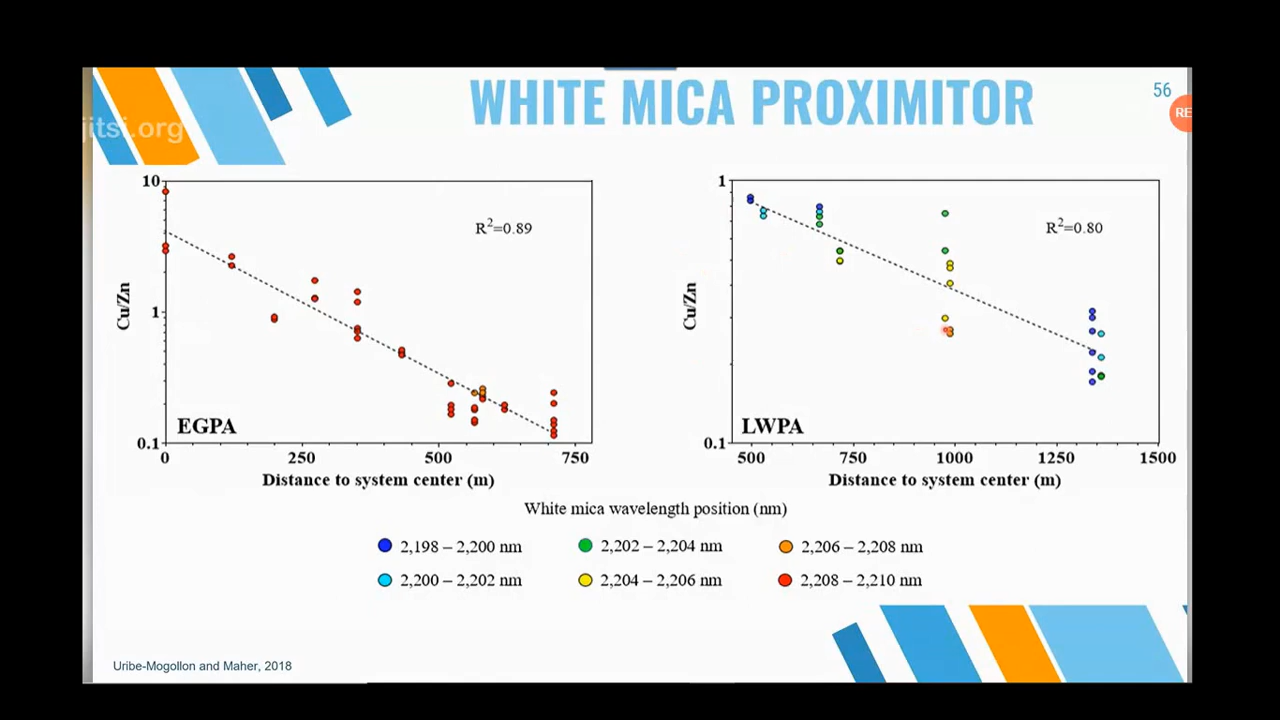 WHITE MICA PROXIMITOR
56
jitsi.org
RE
10
1
0.1
Cu/Zn
R²=0.89
EGPA
0 250 500 750
Distance to system center (m)
1
0.1
Cu/Zn
R²=0.80
LWPA
500 750 1000 1250 1500
Distance to system center (m)
White mica wavelength position (nm)
2,198 – 2,200 nm
2,202 – 2,204 nm
2,206 – 2,208 nm
2,200 – 2,202 nm
2,204 – 2,206 nm
2,208 – 2,210 nm
Uribe-Mogollon and Maher, 2018